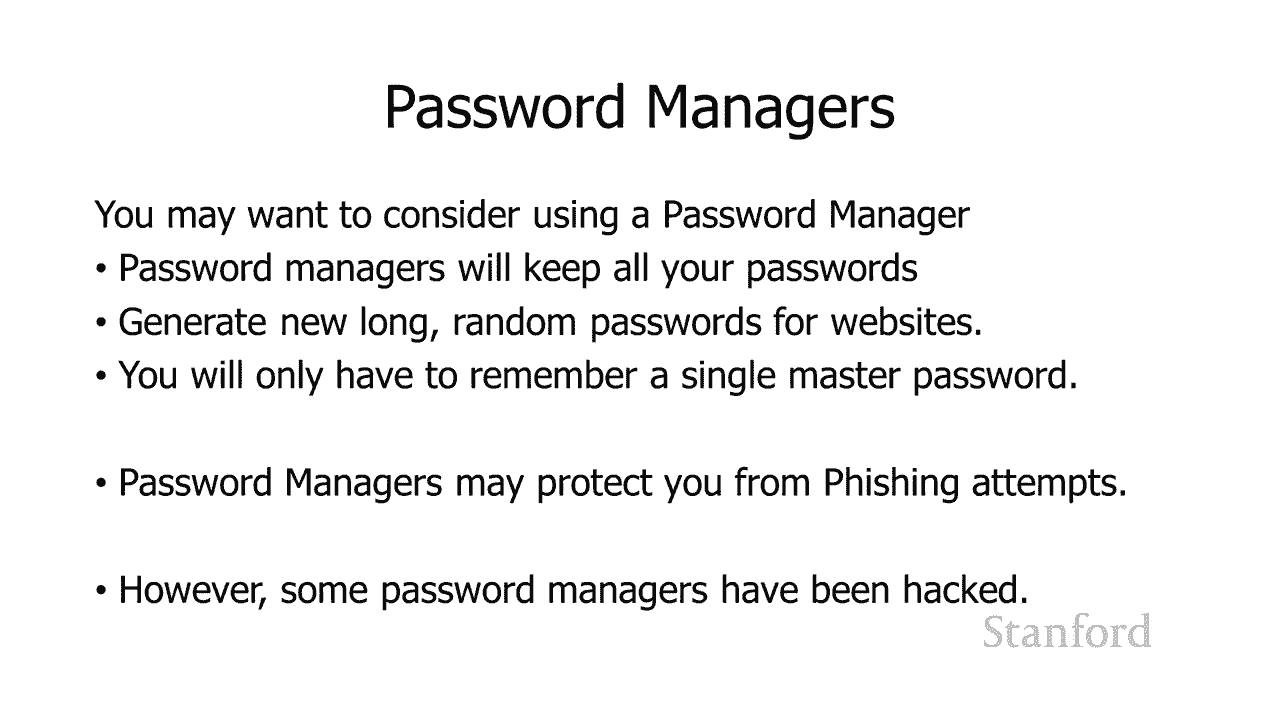 Password Managers
You may want to consider using a Password Manager
• Password managers will keep all your passwords
• Generate new long, random passwords for websites.
• You will only have to remember a single master password.
• Password Managers may protect you from Phishing attempts.
• However, some password managers have been hacked.
Stanford